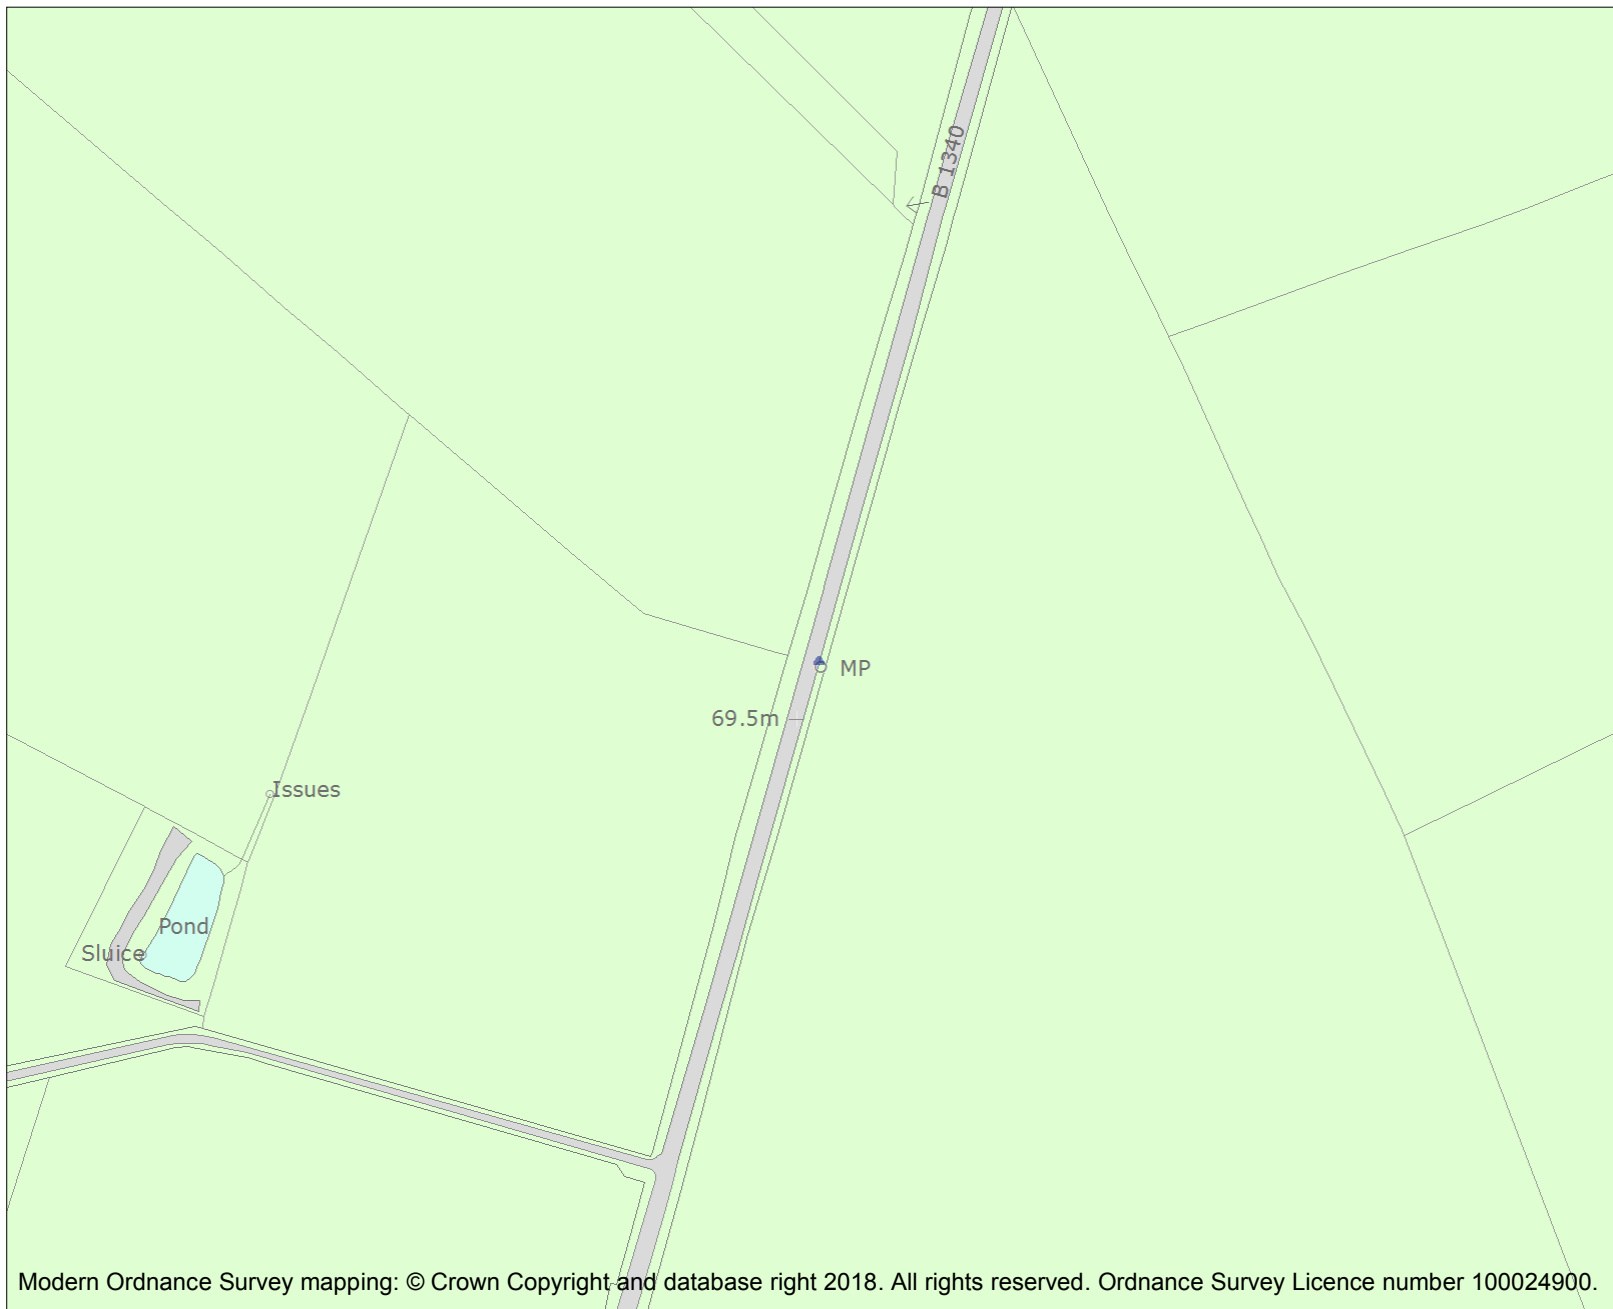 B 1340
MP
69.5m
Issues
Pond
Sluice
Modern Ordnance Survey mapping: © Crown Copyright and database right 2018. All rights reserved. Ordnance Survey Licence number 100024900.